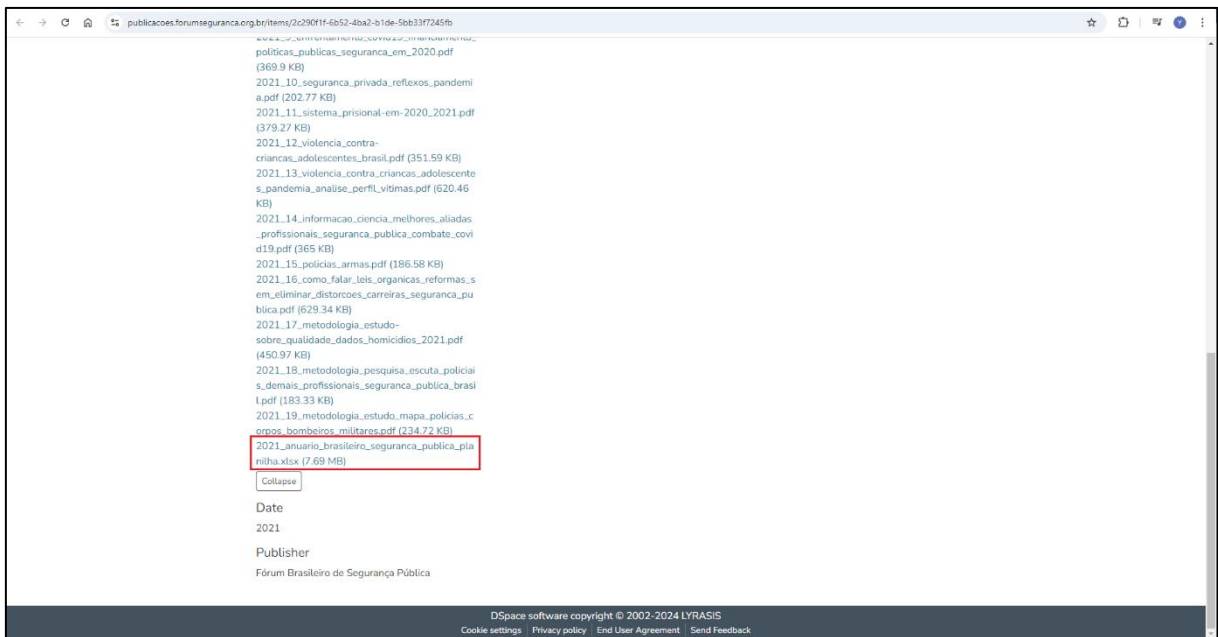 publicacoes.forumseguranca.org.br/items/2c290f1f-6b52-4ba2-b1de-5bb33f7245fb
politicas_publicas_seguranca_em_2020.pdf
(369.9 KB)
2021_10_seguranca_privada_reflexos_pandemi
a.pdf (202.77 KB)
2021_11_sistema_prisional-em-2020_2021.pdf
(379.27 KB)
2021_12_violencia_contra-
criancas_adolescentes_brasil.pdf (351.59 KB)
2021_13_violencia_contra_criancas_adolescente
s_pandemia_analise_perfil_vitimas.pdf (620.46
KB)
2021_14_informacao_ciencia_melhores_aliadas
_profissionais_seguranca_publica_combate_covi
d19.pdf (365 KB)
2021_15_policias_armas.pdf (186.58 KB)
2021_16_como_falar_leis_organicas_reformas_s
em_eliminar_distorcoes_carreiras_seguranca_pu
blica.pdf (629.34 KB)
2021_17_metodologia_estudo-
sobre_qualidade_dados_homicidios_2021.pdf
(450.97 KB)
2021_18_metodologia_pesquisa_escuta_policiai
s_demais_profissionais_seguranca_publica_brasi
l.pdf (183.33 KB)
2021_19_metodologia_estudo_mapa_policias_c
orpos_bombeiros_militares.pdf (234.72 KB)
2021_anuario_brasileiro_seguranca_publica_pla
nilha.xlsx (7.69 MB)
Collapse
Date
2021
Publisher
Fórum Brasileiro de Segurança Pública
DSpace software copyright © 2002-2024 LYRASIS
Cookie settings Privacy policy End User Agreement Send Feedback